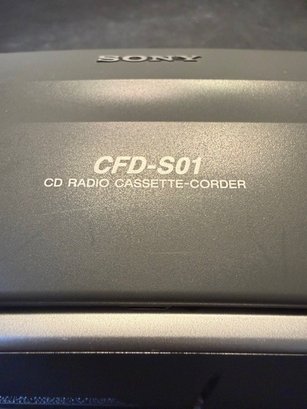 SONY
CFD-S01
CD RADIO CASSETTE-CORDER